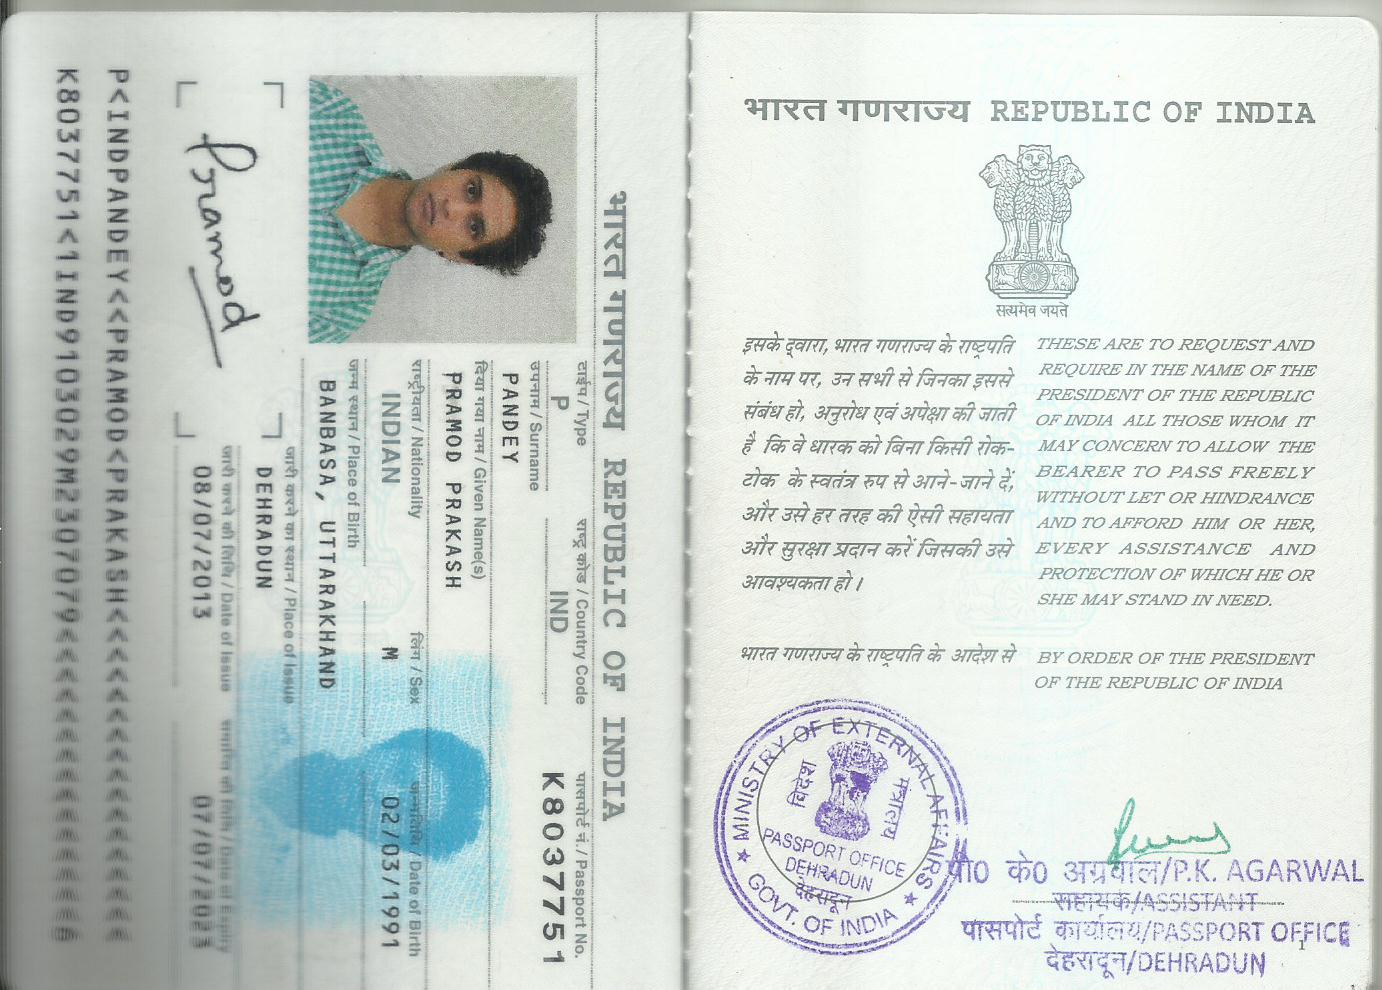 भारत गणराज्य REPUBLIC OF INDIA
टाईप / Type
राष्ट्र कोड / Country Code
पासपोर्ट नं. / Passport No.
P
IND
K8037751
उपनाम / Surname
PANDEY
दिया गया नाम / Given Name(s)
PRAMOD PRAKASH
राष्ट्रीयता / Nationality
लिंग / Sex
जन्मतिथि / Date of Birth
INDIAN
M
02/03/1991
जन्म स्थान / Place of Birth
BANBASA, UTTARAKHAND
जारी करने का स्थान / Place of Issue
DEHRADUN
जारी करने की तिथि / Date of Issue
समाप्ति की तिथि / Date of Expiry
08/07/2013
07/07/2023
Pramod
P<INDPANDEY<<PRAMOD<PRAKASH<<<<<<<<<<<<<<<<<
K8037751<1IND9103029M2307079<<<<<<<<<<<<<<
भारत गणराज्य REPUBLIC OF INDIA
सत्यमेव जयते
इसके द्वारा, भारत गणराज्य के राष्ट्रपति
के नाम पर, उन सभी से जिनका इससे
संबंध हो, अनुरोध एवं अपेक्षा की जाती
है कि वे धारक को बिना किसी रोक-
टोक के स्वतंत्र रुप से आने-जाने दें,
और उसे हर तरह की ऐसी सहायता
और सुरक्षा प्रदान करें जिसकी उसे
आवश्यकता हो।
THESE ARE TO REQUEST AND
REQUIRE IN THE NAME OF THE
PRESIDENT OF THE REPUBLIC
OF INDIA ALL THOSE WHOM IT
MAY CONCERN TO ALLOW THE
BEARER TO PASS FREELY
WITHOUT LET OR HINDRANCE
AND TO AFFORD HIM OR HER,
EVERY ASSISTANCE AND
PROTECTION OF WHICH HE OR
SHE MAY STAND IN NEED.
भारत गणराज्य के राष्ट्रपति के आदेश से
BY ORDER OF THE PRESIDENT
OF THE REPUBLIC OF INDIA
MINISTRY OF EXTERNAL AFFAIRS
विदेश मंत्रालय
PASSPORT OFFICE
DEHRADUN
देहरादून
GOVT. OF INDIA
पी० के० अग्रवाल/P.K. AGARWAL
सहायक/ASSISTANT
पासपोर्ट कार्यालय/PASSPORT OFFICE
देहरादून/DEHRADUN
1